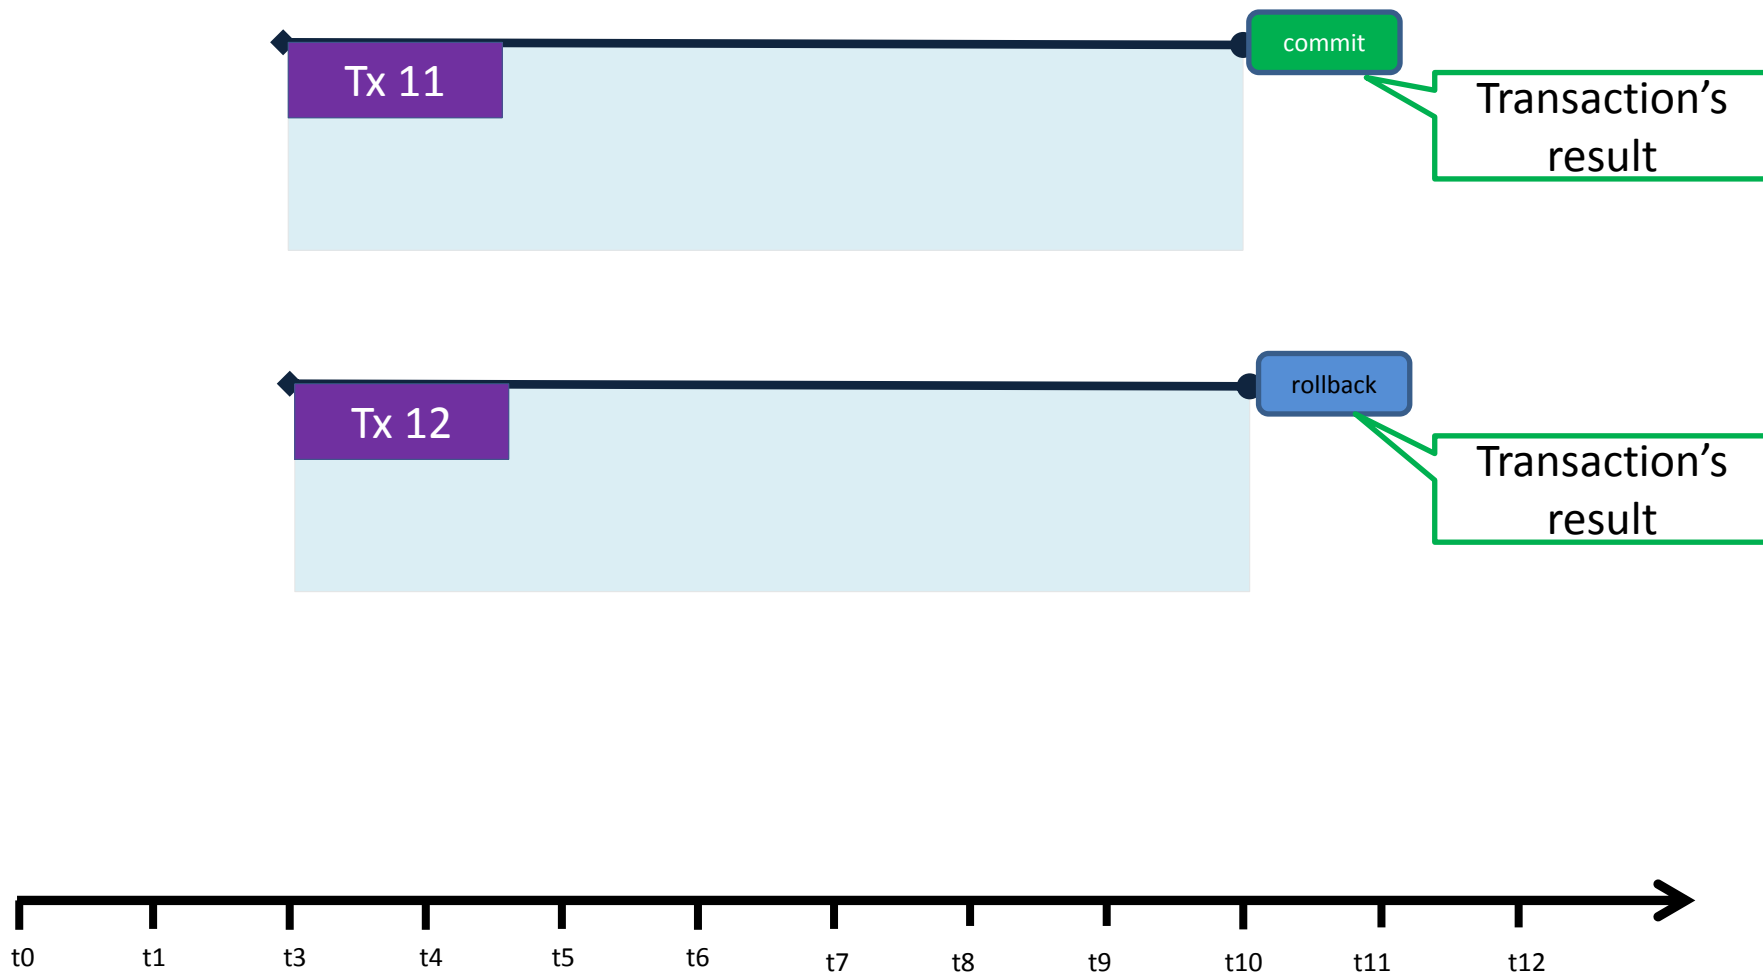 commit
Tx 11
Transaction’s
result
rollback
Tx 12
Transaction’s
result
t0 t1 t3 t4 t5 t6 t7 t8 t9 t10 t11 t12